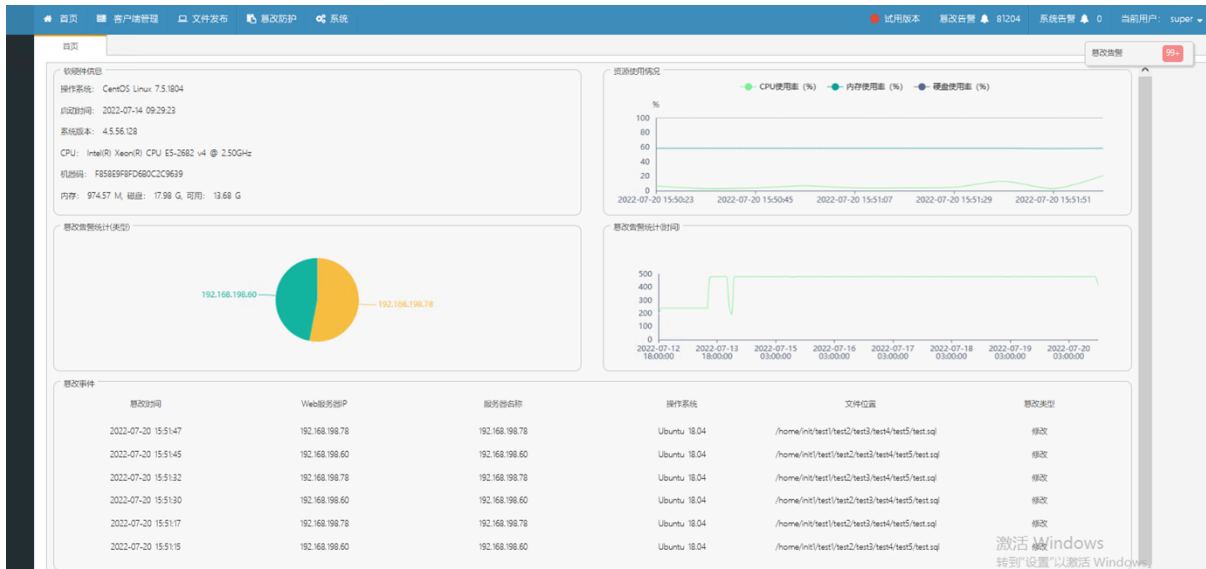 首页 客户端管理 文件发布 篡改防护 系统 试用版本 篡改告警 81204 系统告警 0 当前用户: super
首页
篡改告警 99+
软硬件信息
操作系统: CentOS Linux 7.5.1804
启动时间: 2022-07-14 09:29:23
系统版本: 4.5.56.128
CPU: Intel(R) Xeon(R) CPU E5-2682 v4 @ 2.50GHz
机器码: F858E9F8FD6B0C2C9639
内存: 974.57 M, 磁盘: 17.98 G, 可用: 13.68 G
资源使用情况
CPU使用率 (%) 内存使用率 (%) 硬盘使用率 (%)
%
100
80
60
40
20
0
2022-07-20 15:50:23 2022-07-20 15:50:45 2022-07-20 15:51:07 2022-07-20 15:51:29 2022-07-20 15:51:51
篡改告警统计(类型)
192.168.198.60
192.168.198.78
篡改告警统计(时间)
500
400
300
200
100
0
2022-07-12 2022-07-13 2022-07-15 2022-07-16 2022-07-17 2022-07-18 2022-07-19 2022-07-20
18:00:00 18:00:00 03:00:00 03:00:00 03:00:00 03:00:00 03:00:00 03:00:00
篡改事件
篡改时间 Web服务器IP 服务器名称 操作系统 文件位置 篡改类型
2022-07-20 15:51:47 192.168.198.78 192.168.198.78 Ubuntu 18.04 /home/init/test1/test2/test3/test4/test5/test.sql 修改
2022-07-20 15:51:45 192.168.198.60 192.168.198.60 Ubuntu 18.04 /home/init1/test1/test2/test3/test4/test5/test.sql 修改
2022-07-20 15:51:32 192.168.198.78 192.168.198.78 Ubuntu 18.04 /home/init/test1/test2/test3/test4/test5/test.sql 修改
2022-07-20 15:51:30 192.168.198.60 192.168.198.60 Ubuntu 18.04 /home/init1/test1/test2/test3/test4/test5/test.sql 修改
2022-07-20 15:51:17 192.168.198.78 192.168.198.78 Ubuntu 18.04 /home/init/test1/test2/test3/test4/test5/test.sql 修改
2022-07-20 15:51:15 192.168.198.60 192.168.198.60 Ubuntu 18.04 /home/init1/test1/test2/test3/test4/test5/test.sql 修改
激活 Windows
转到"设置"以激活 Windows